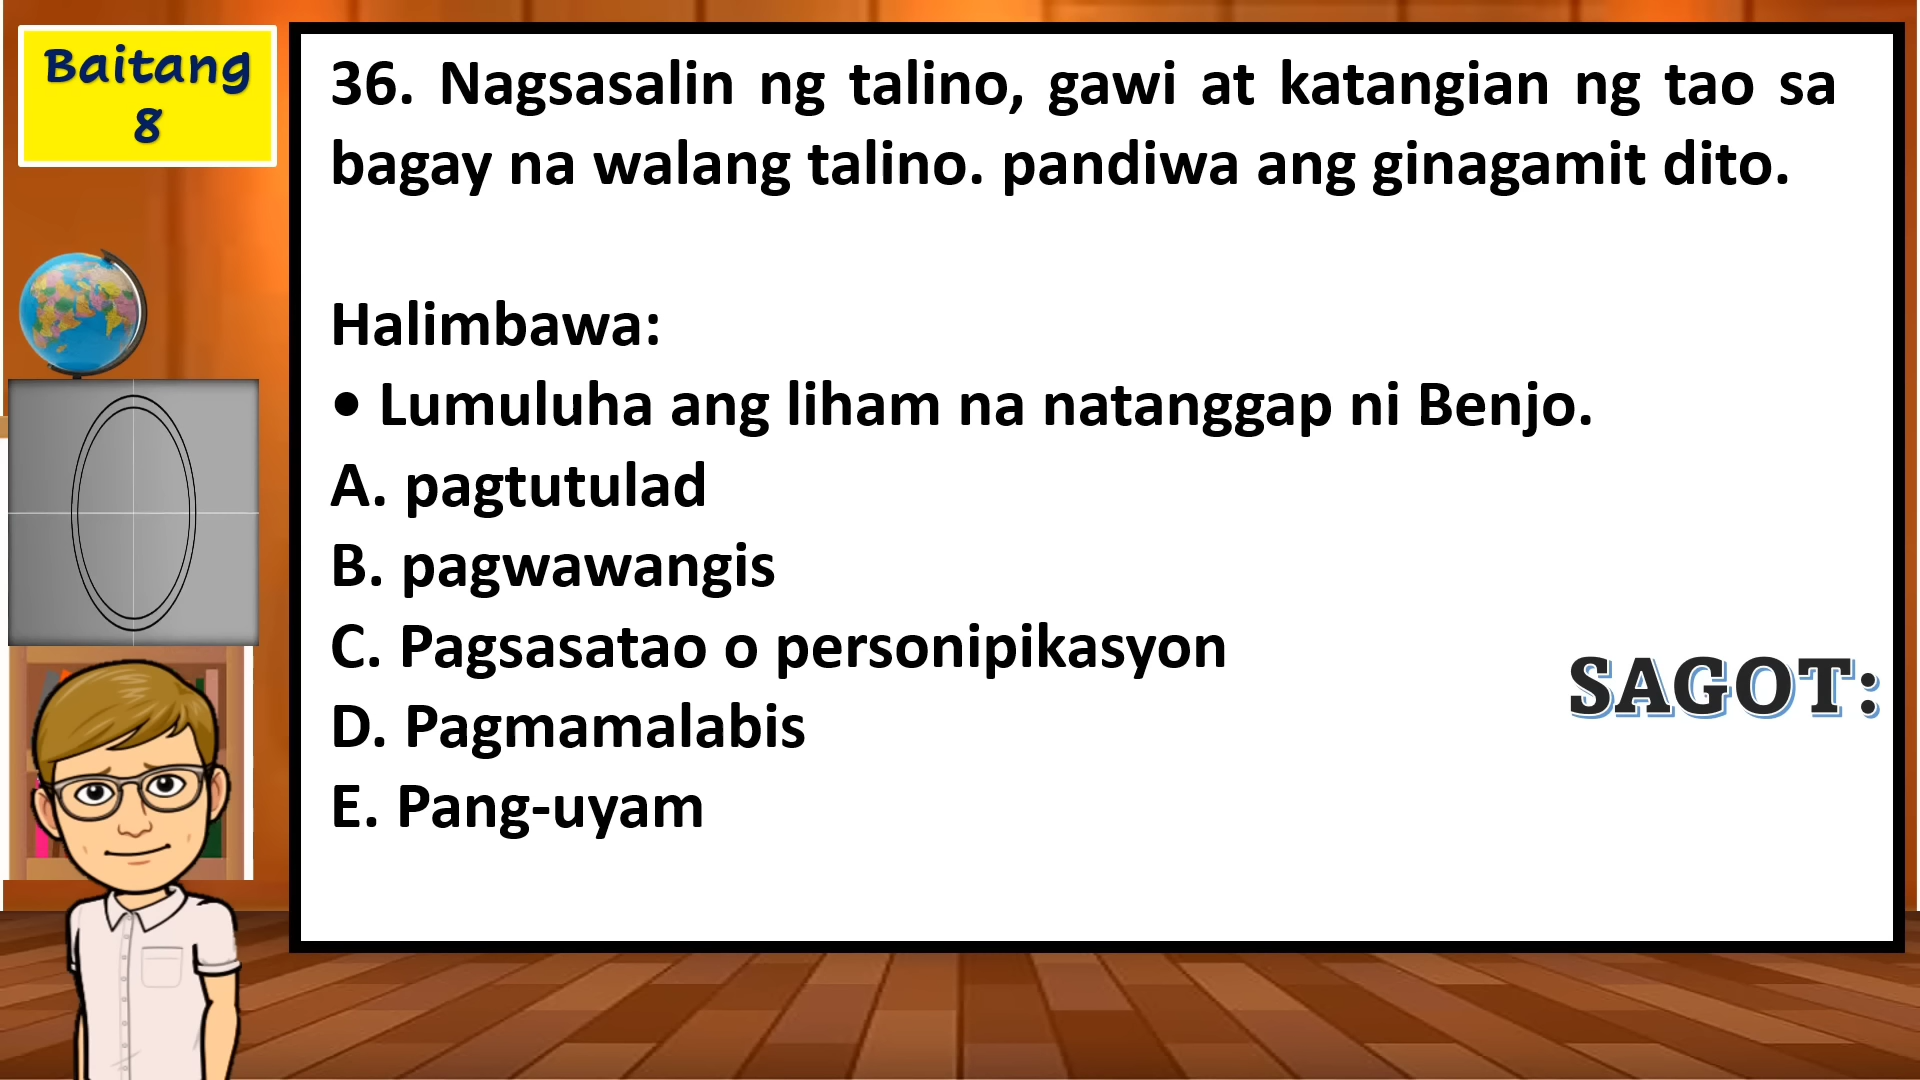 Baitang
8
36. Nagsasalin ng talino, gawi at katangian ng tao sa
bagay na walang talino. pandiwa ang ginagamit dito.
Halimbawa:
• Lumuluha ang liham na natanggap ni Benjo.
A. pagtutulad
B. pagwawangis
C. Pagsasatao o personipikasyon
D. Pagmamalabis
E. Pang-uyam
SAGOT: